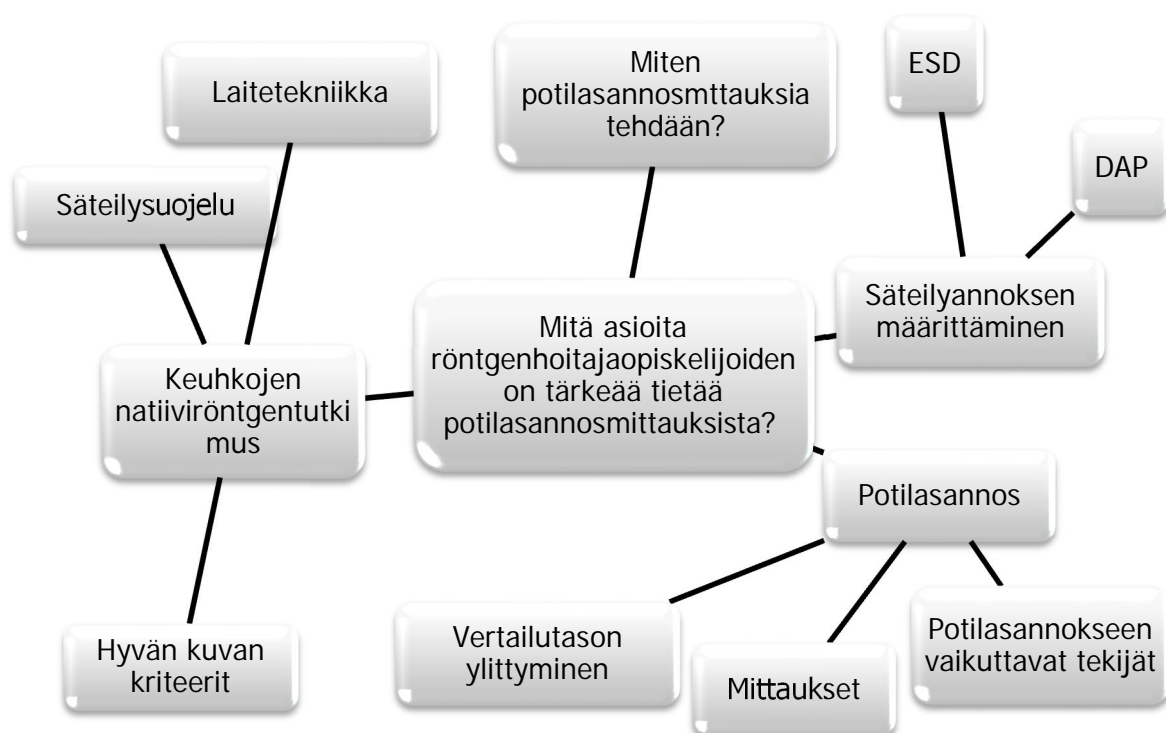 Laitetekniikka
Miten
potilasannosmttauksia
tehdään?
ESD
DAP
Säteilysuojelu
Säteilyannoksen
määrittäminen
Mitä asioita
röntgenhoitajaopiskelijoiden
on tärkeää tietää
potilasannosmittauksista?
Keuhkojen
natiiviröntgentutki
mus
Potilasannos
Hyvän kuvan
kriteerit
Vertailutason
ylittyminen
Mittaukset
Potilasannokseen
vaikuttavat tekijät